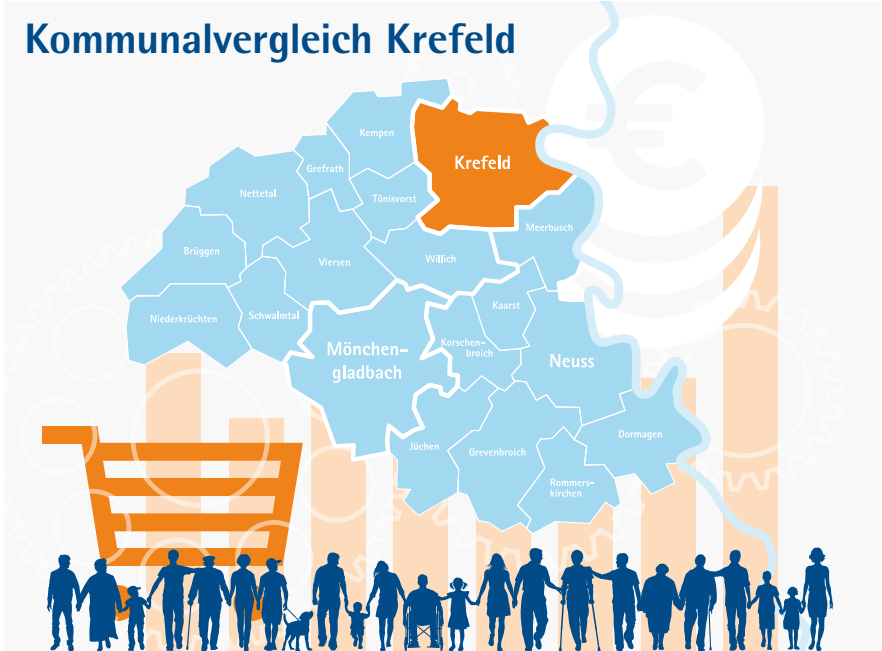 Kommunalvergleich Krefeld
€
Kempen
Krefeld
Grefrath
Nettetal
Tönisvorst
Meerbusch
Brüggen
Viersen
Willich
Niederkrüchten
Schwalmtal
Kaarst
Mönchen-
gladbach
Korschen-
broich
Neuss
Dormagen
Jüchen
Grevenbroich
Rommers-
kirchen